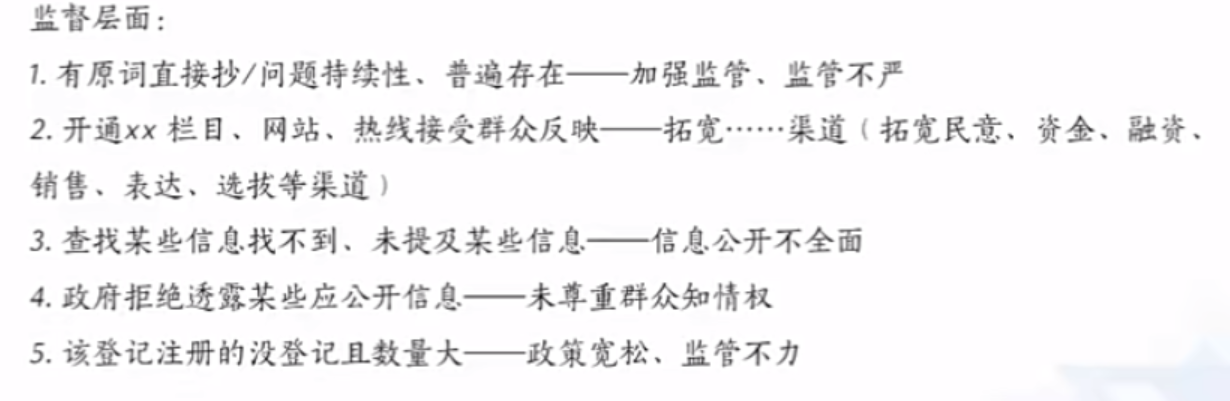 监督层面：
1. 有原词直接抄/问题持续性、普遍存在——加强监管、监管不严
2. 开通xx 栏目、网站、热线接受群众反映——拓宽……渠道（拓宽民意、资金、融资、
销售、表达、选拔等渠道）
3. 查找某些信息找不到、未提及某些信息——信息公开不全面
4. 政府拒绝透露某些应公开信息——未尊重群众知情权
5. 该登记注册的没登记且数量大——政策宽松、监管不力